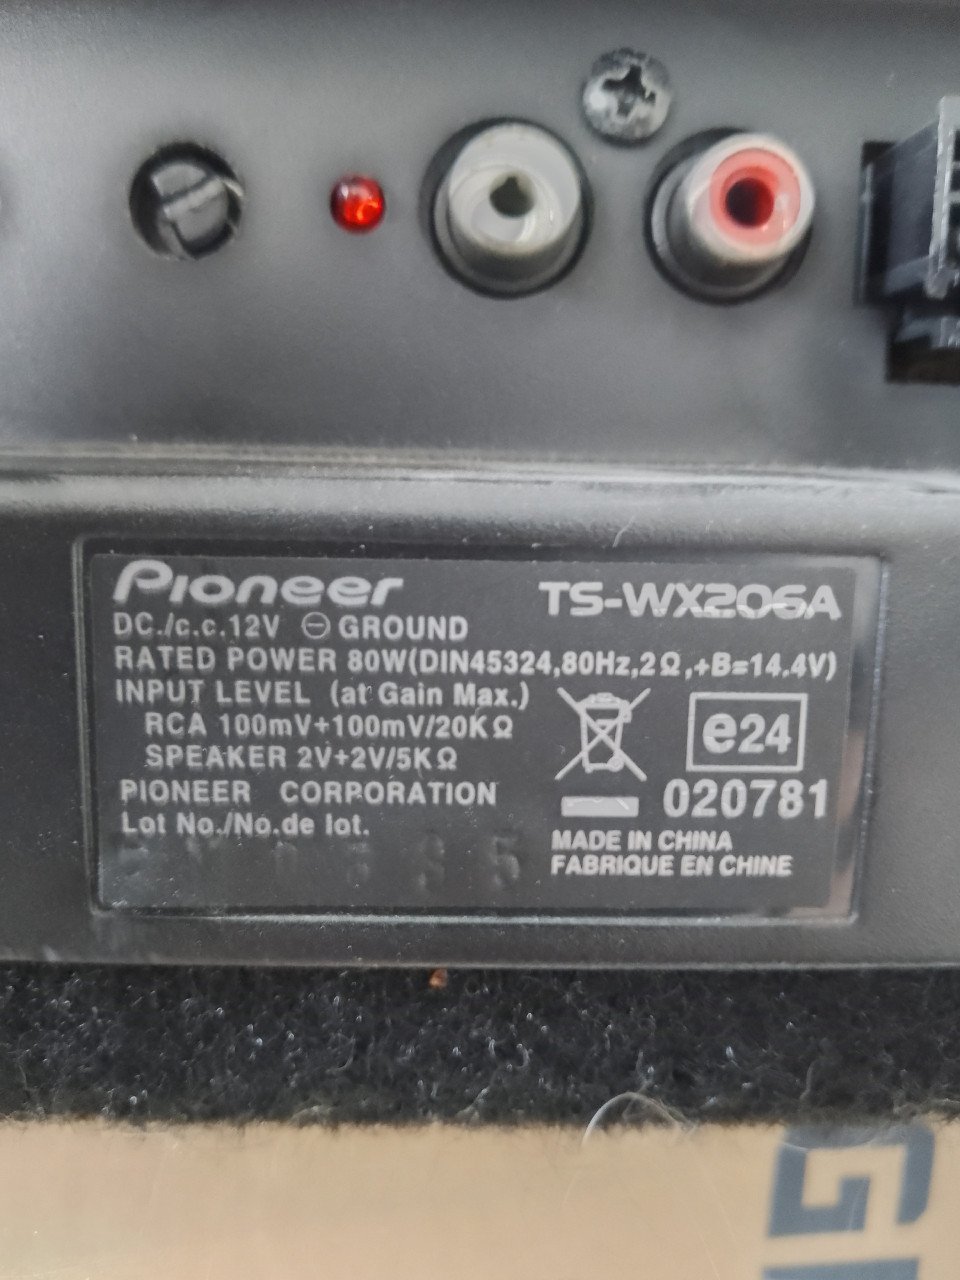 Pioneer TS-WX206A
DC./c.c.12V ⊖ GROUND
RATED POWER 80W(DIN45324,80Hz,2Ω,+B=14.4V)
INPUT LEVEL (at Gain Max.)
RCA 100mV+100mV/20KΩ
SPEAKER 2V+2V/5KΩ
e24
PIONEER CORPORATION
020781
Lot No./No.de lot.
MADE IN CHINA
FABRIQUE EN CHINE